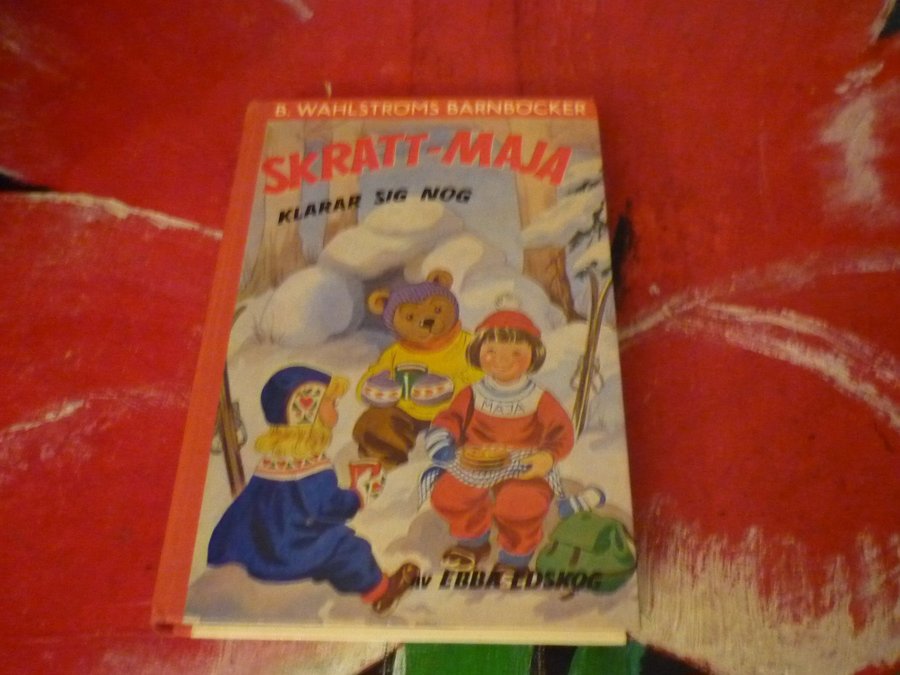 B. WAHLSTRÖMS BARNBÖCKER
SKRATT-MAJA
KLARAR SIG NOG
MAJA
AV EBBA EDSKOG